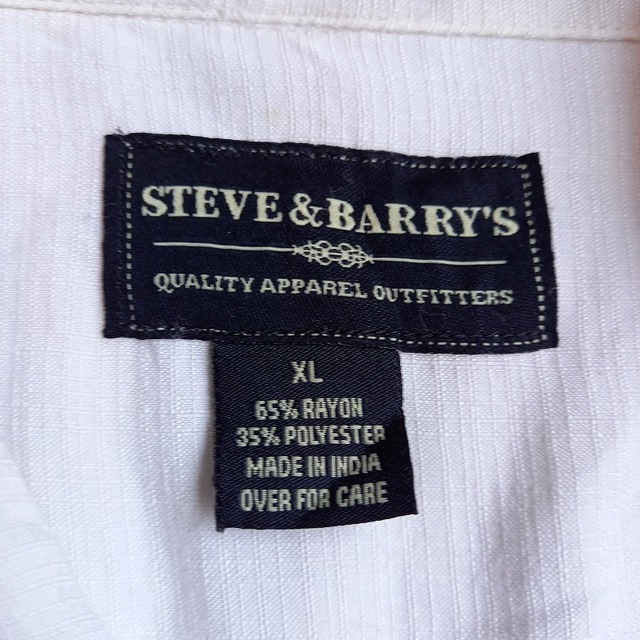 STEVE & BARRY'S
QUALITY APPAREL OUTFITTERS
XL
65% RAYON
35% POLYESTER
MADE IN INDIA
OVER FOR CARE